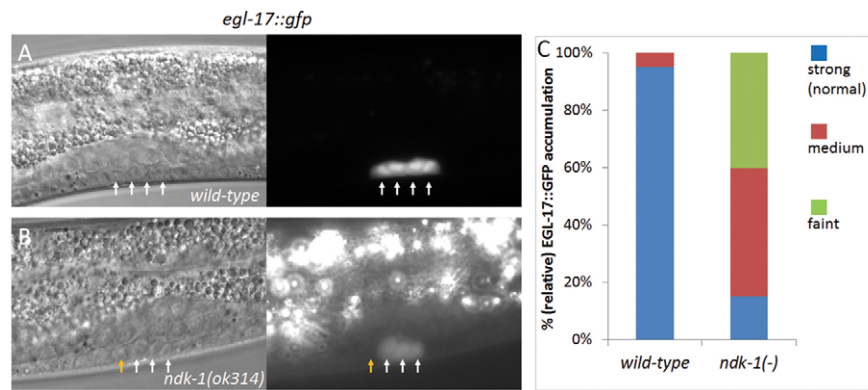 egl-17::gfp
A
wild-type
B
ndk-1(ok314)
C
% (relative) EGL-17::GFP accumulation
100%
80%
60%
40%
20%
0%
wild-type
ndk-1(-)
strong
(normal)
medium
faint